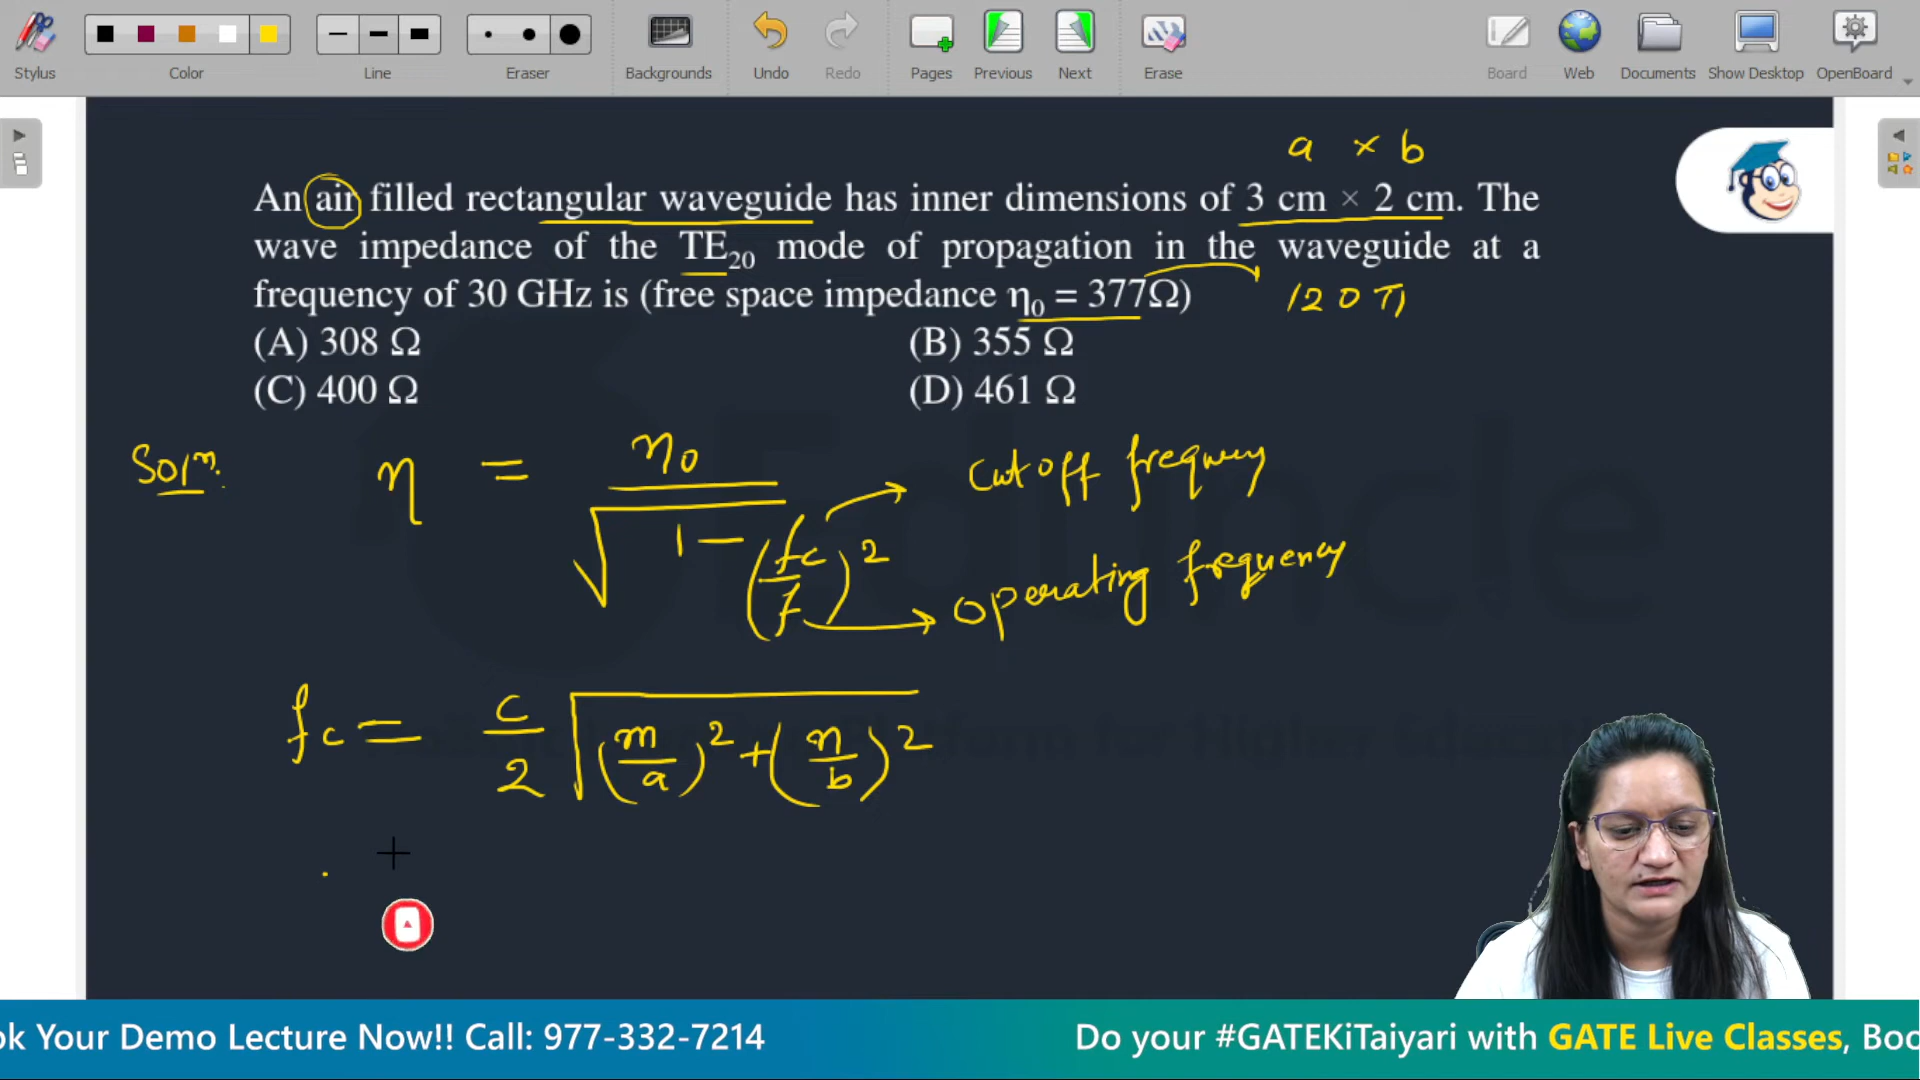 Stylus Color Line Eraser Backgrounds Undo Redo Pages Previous Next Erase Board Web Documents Show Desktop OpenBoard
a × b
An air filled rectangular waveguide has inner dimensions of 3 cm × 2 cm. The
wave impedance of the TE20 mode of propagation in the waveguide at a
frequency of 30 GHz is (free space impedance η0 = 377Ω)
120 π
(A) 308 Ω (B) 355 Ω
(C) 400 Ω (D) 461 Ω
Solⁿ. η = η0 / √(1 − (fc/f)²)
cutoff frequency
operating frequency
fc = c/2 √((m/a)² + (n/b)²)
ok Your Demo Lecture Now!! Call: 977-332-7214 Do your #GATEKiTaiyari with GATE Live Classes, Boo